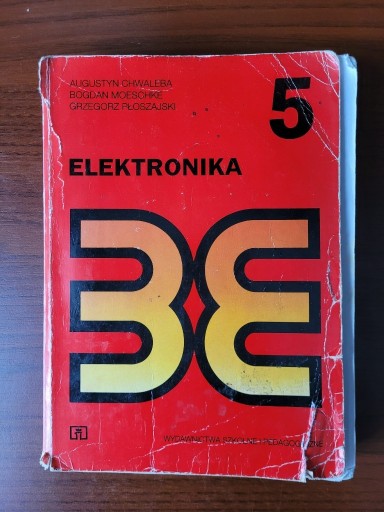 AUGUSTYN CHWALEBA
BOGDAN MOESCHKE
GRZEGORZ PŁOSZAJSKI
5
ELEKTRONIKA
WYDAWNICTWA SZKOLNE I PEDAGOGICZNE